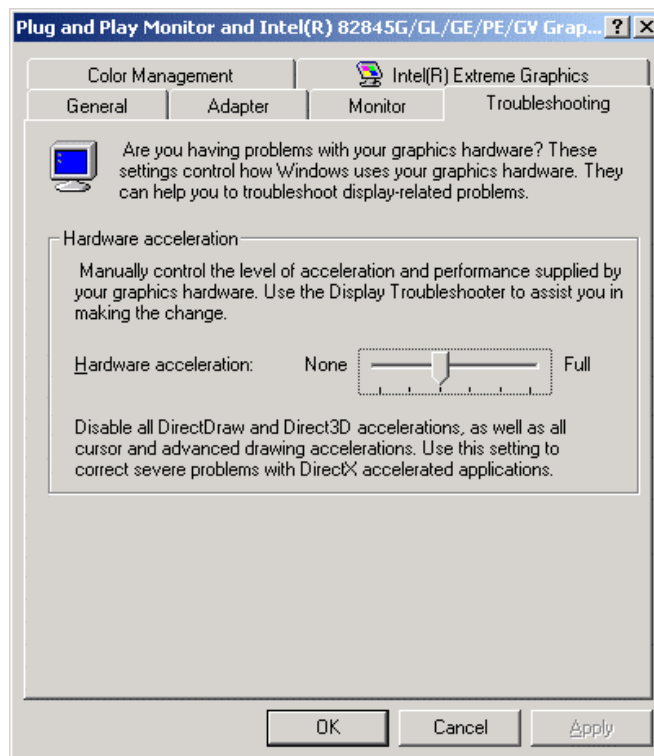 Plug and Play Monitor and Intel(R) 82845G/GL/GE/PE/GV Grap...
Color Management
Intel(R) Extreme Graphics
General
Adapter
Monitor
Troubleshooting
Are you having problems with your graphics hardware? These
settings control how Windows uses your graphics hardware. They
can help you to troubleshoot display-related problems.
Hardware acceleration
Manually control the level of acceleration and performance supplied by
your graphics hardware. Use the Display Troubleshooter to assist you in
making the change.
Hardware acceleration: None Full
Disable all DirectDraw and Direct3D accelerations, as well as all
cursor and advanced drawing accelerations. Use this setting to
correct severe problems with DirectX accelerated applications.
OK Cancel Apply